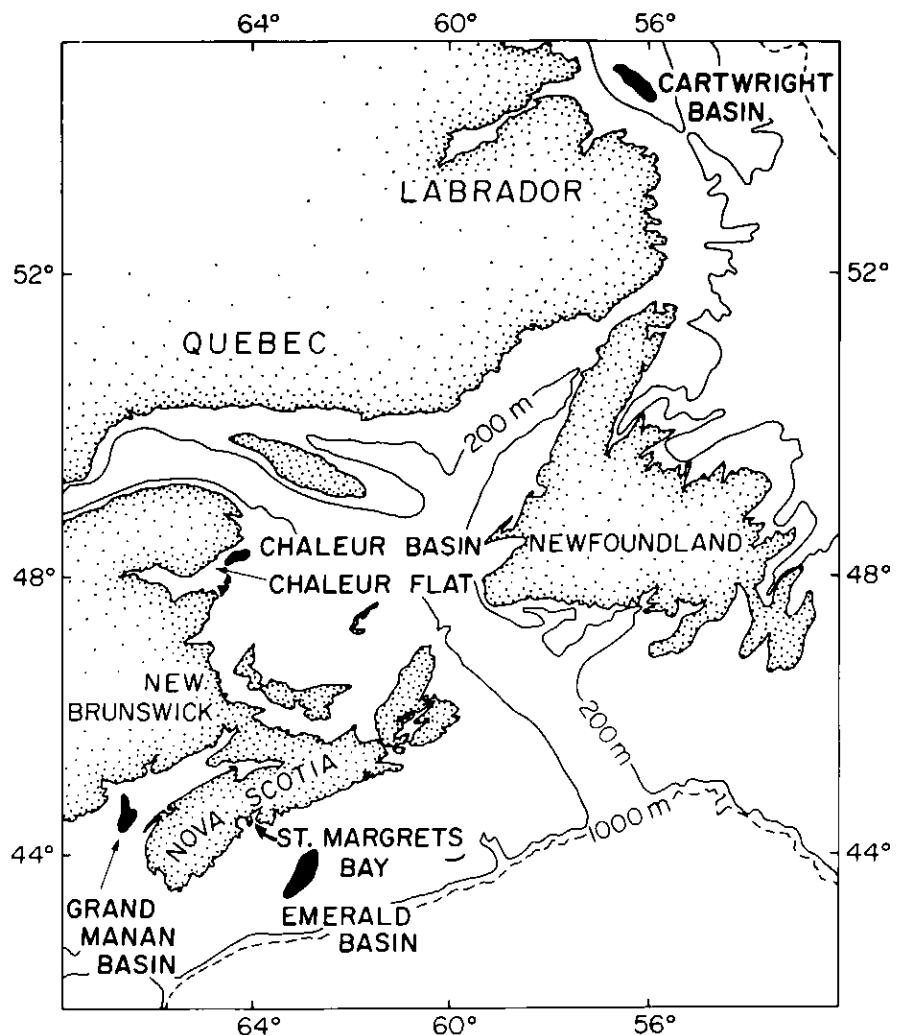 64° 60° 56°
CARTWRIGHT
BASIN
LABRADOR
52° 52°
QUEBEC
200 m
CHALEUR BASIN
NEWFOUNDLAND
48° 48°
CHALEUR FLAT
NEW
BRUNSWICK
200 m
NOVA SCOTIA
1000 m
ST. MARGRETS
BAY
44° 44°
GRAND
MANAN
BASIN
EMERALD
BASIN
64° 60° 56°